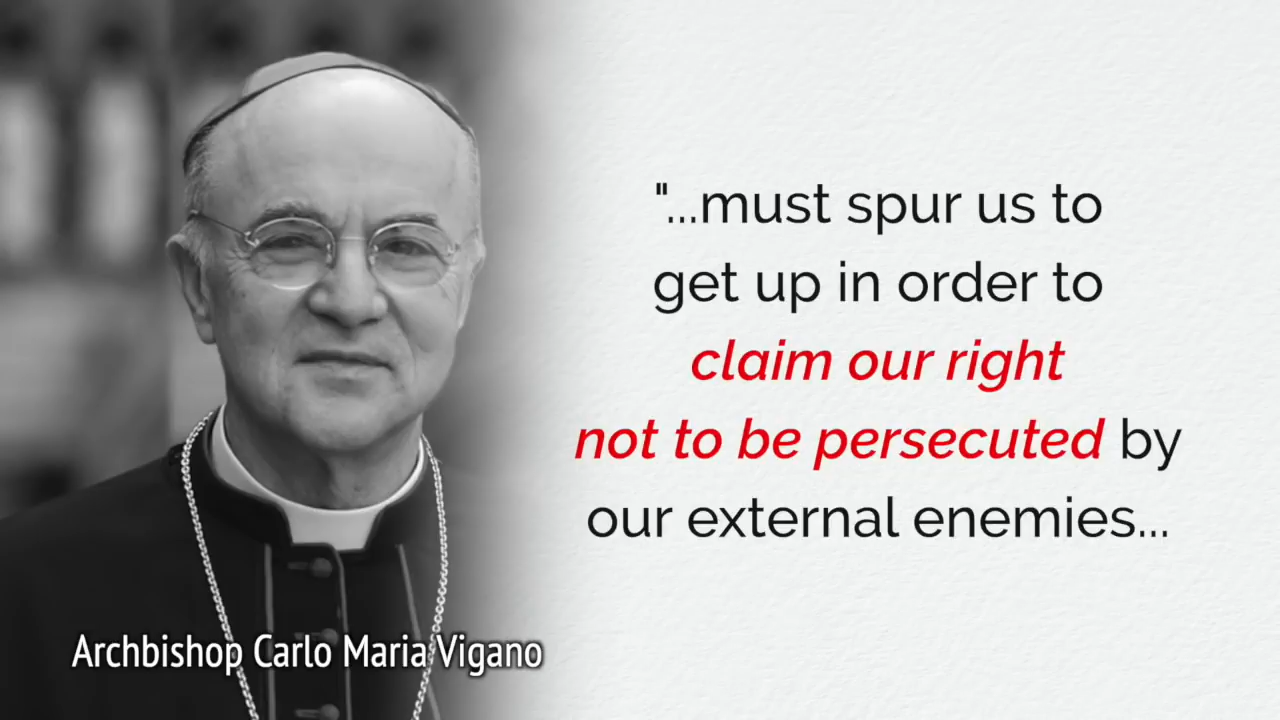 "...must spur us to
get up in order to
claim our right
not to be persecuted by
our external enemies...
Archbishop Carlo Maria Vigano